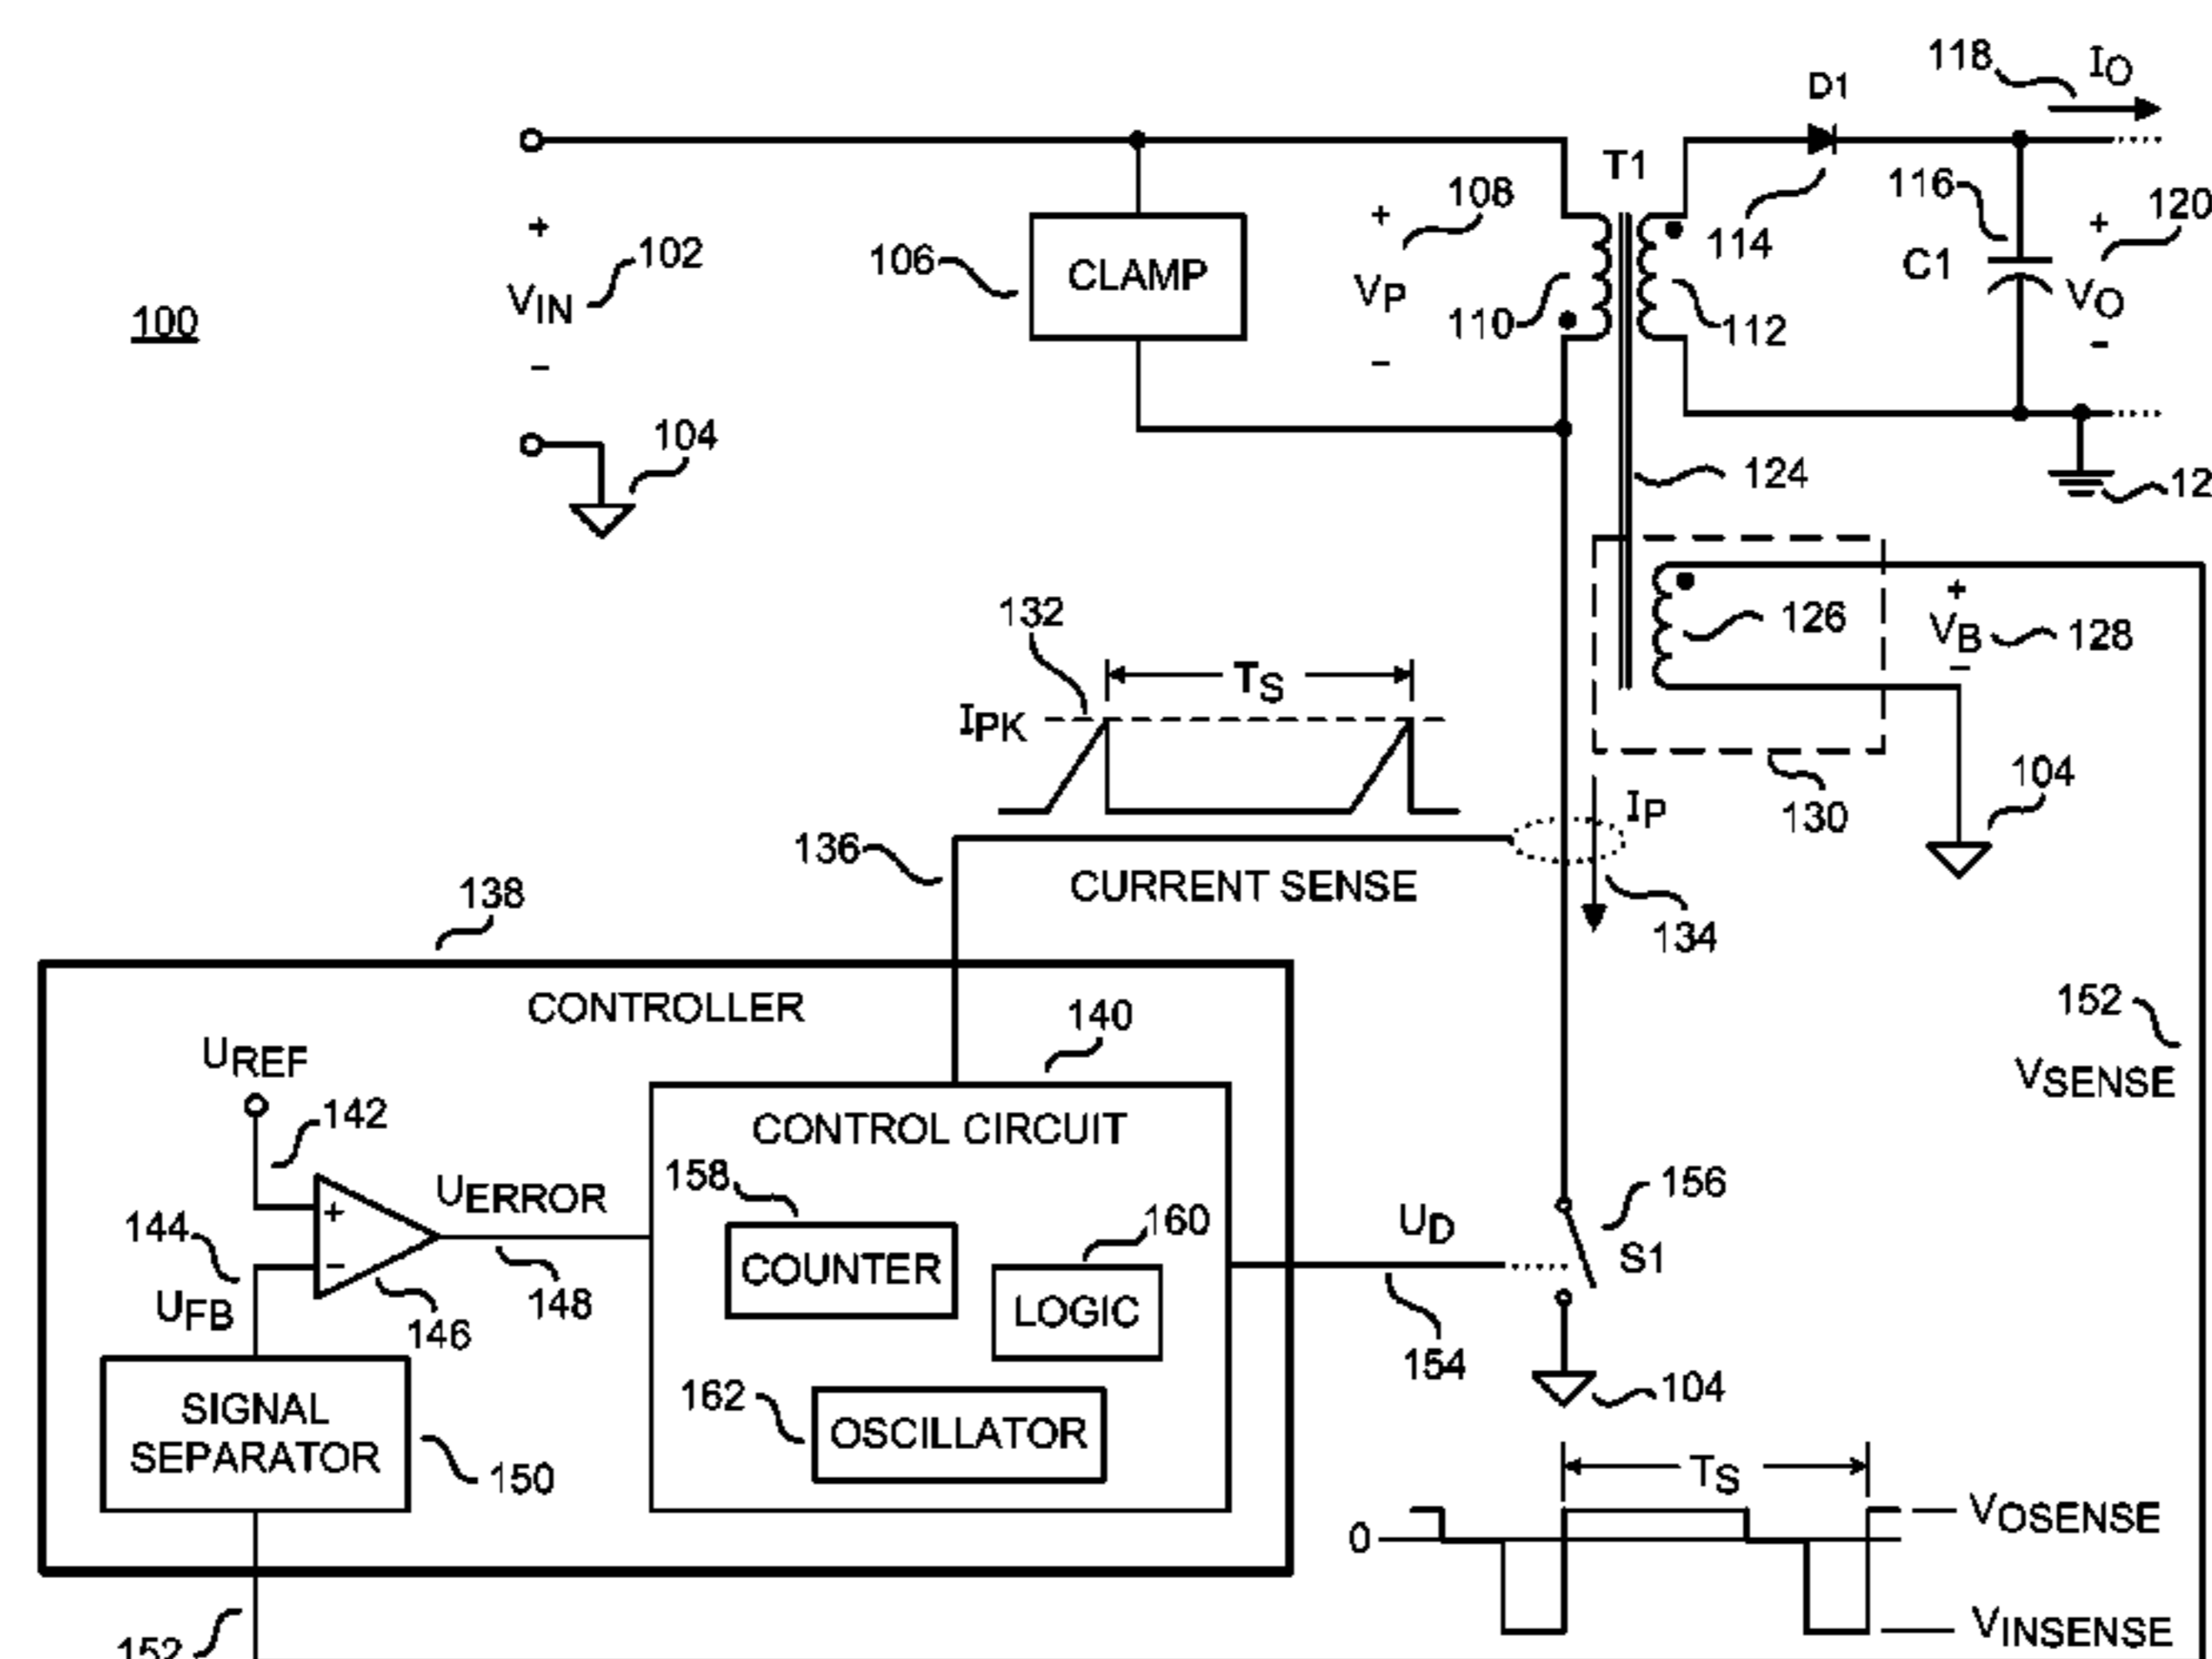 118 IO
D1
T1
116
120
+
108
+
+
102
114
106
CLAMP
C1
VIN
VP
VO
100
110
112
-
-
-
104
124
12
132
TS
126
+
VB
128
-
IPK
104
IP
130
136
CURRENT SENSE
138
134
CONTROLLER
140
152
UREF
VSENSE
142
CONTROL CIRCUIT
158
156
UERROR
160
144
+
UD
COUNTER
S1
-
LOGIC
148
UFB
146
154
104
162
SIGNAL
SEPARATOR
OSCILLATOR
150
TS
VOSENSE
0
152
VINSENSE